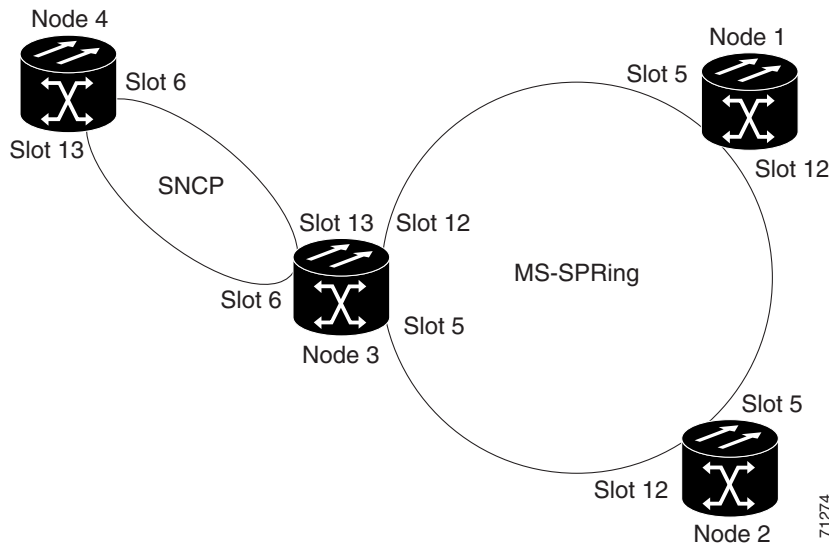 Node 4
Slot 6
Slot 13
SNCP
Slot 13
Slot 12
Slot 6
Slot 5
Node 3
MS-SPRing
Node 1
Slot 5
Slot 12
Slot 5
Slot 12
Node 2
71274